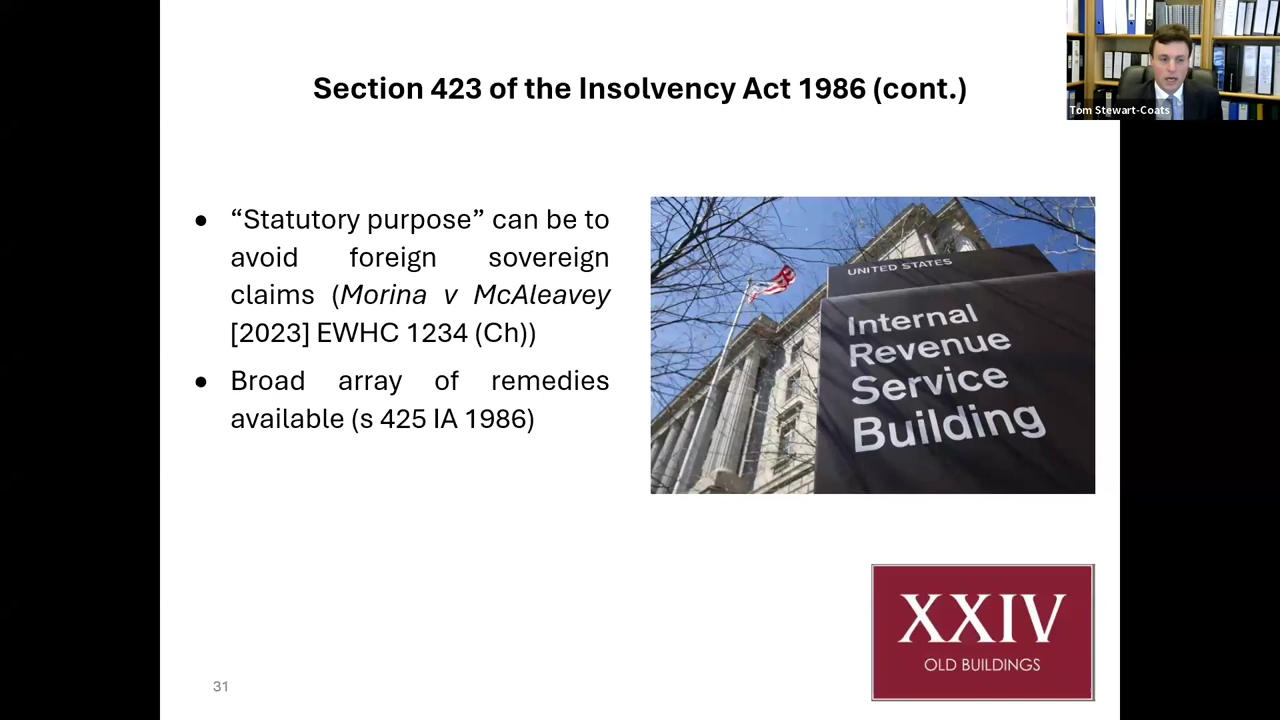 Section 423 of the Insolvency Act 1986 (cont.)
Tom Stewart-Coats
● “Statutory purpose” can be to
avoid foreign sovereign
claims (Morina v McAleavey
[2023] EWHC 1234 (Ch))
● Broad array of remedies
available (s 425 IA 1986)
UNITED STATES
Internal
Revenue
Service
Building
XXIV
OLD BUILDINGS
31